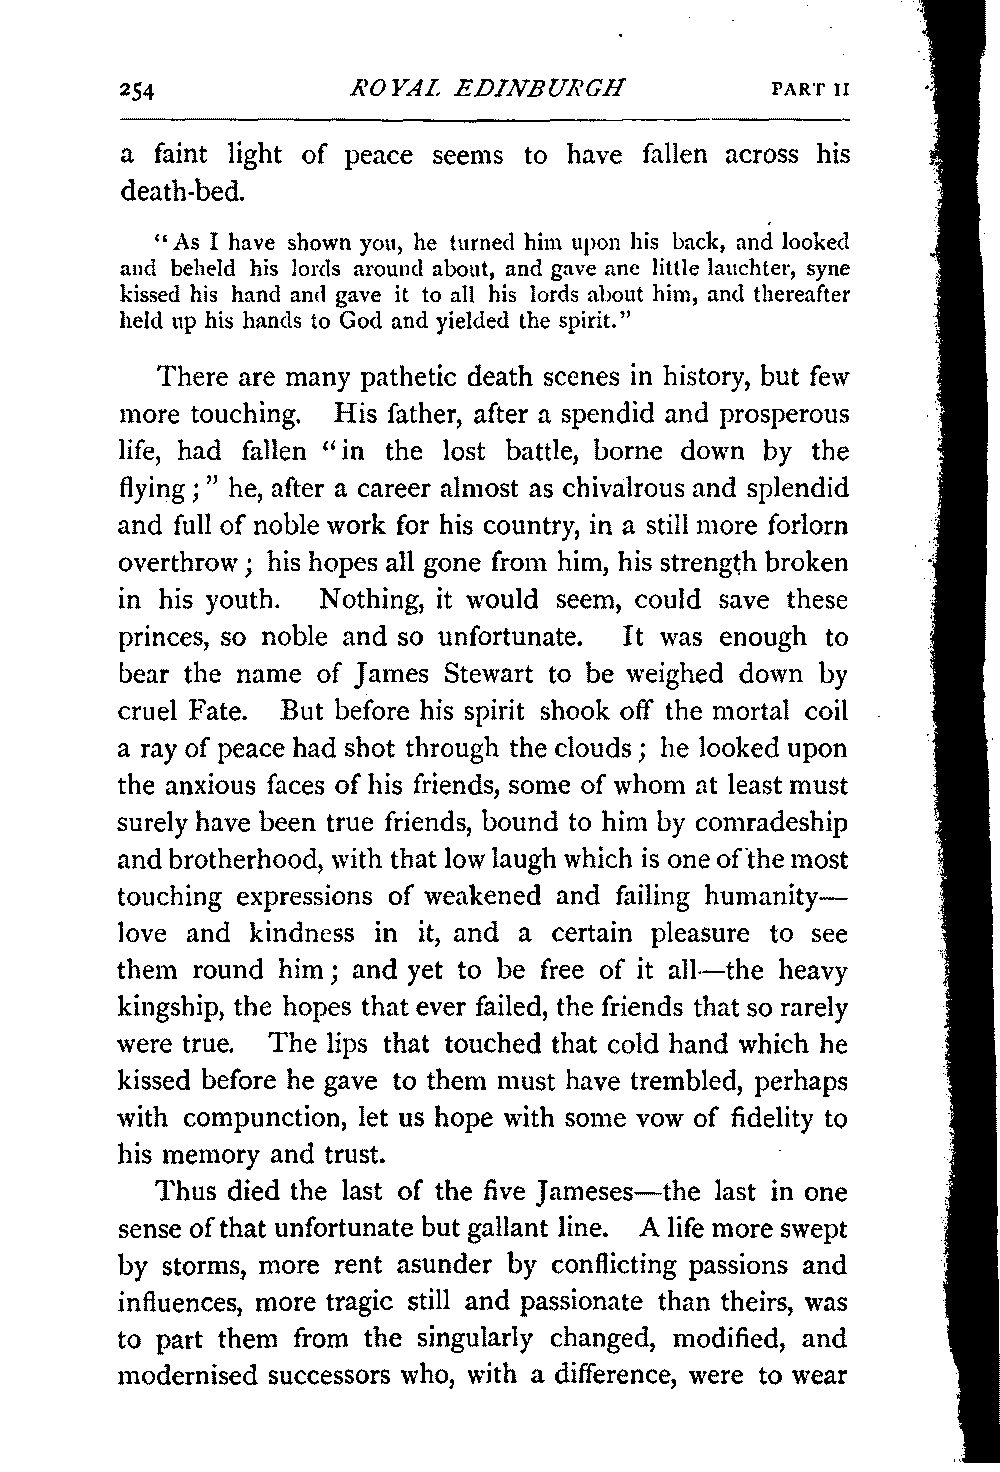 254 ROYAL EDINBURGH PART II
a faint light of peace seems to have fallen across his
death-bed.
“As I have shown you, he turned him upon his back, and looked
and beheld his lords around about, and gave ane little lauchter, syne
kissed his hand and gave it to all his lords about him, and thereafter
held up his hands to God and yielded the spirit.”
There are many pathetic death scenes in history, but few
more touching. His father, after a spendid and prosperous
life, had fallen “in the lost battle, borne down by the
flying;” he, after a career almost as chivalrous and splendid
and full of noble work for his country, in a still more forlorn
overthrow; his hopes all gone from him, his strength broken
in his youth. Nothing, it would seem, could save these
princes, so noble and so unfortunate. It was enough to
bear the name of James Stewart to be weighed down by
cruel Fate. But before his spirit shook off the mortal coil
a ray of peace had shot through the clouds; he looked upon
the anxious faces of his friends, some of whom at least must
surely have been true friends, bound to him by comradeship
and brotherhood, with that low laugh which is one of the most
touching expressions of weakened and failing humanity—
love and kindness in it, and a certain pleasure to see
them round him; and yet to be free of it all—the heavy
kingship, the hopes that ever failed, the friends that so rarely
were true. The lips that touched that cold hand which he
kissed before he gave to them must have trembled, perhaps
with compunction, let us hope with some vow of fidelity to
his memory and trust.
Thus died the last of the five Jameses—the last in one
sense of that unfortunate but gallant line. A life more swept
by storms, more rent asunder by conflicting passions and
influences, more tragic still and passionate than theirs, was
to part them from the singularly changed, modified, and
modernised successors who, with a difference, were to wear